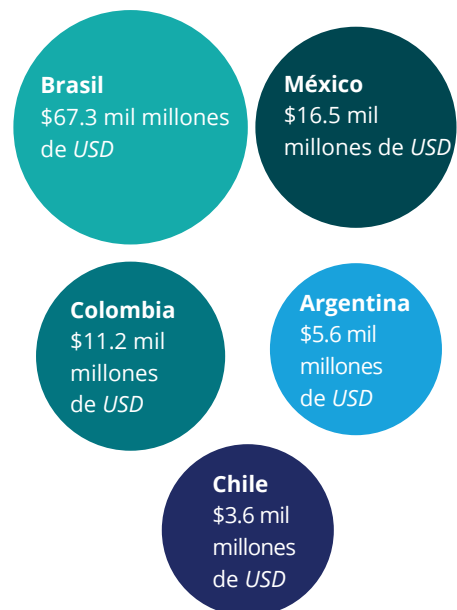 Brasil
$67.3 mil millones
de USD
México
$16.5 mil
millones de USD
Colombia
$11.2 mil
millones
de USD
Argentina
$5.6 mil
millones
de USD
Chile
$3.6 mil
millones
de USD